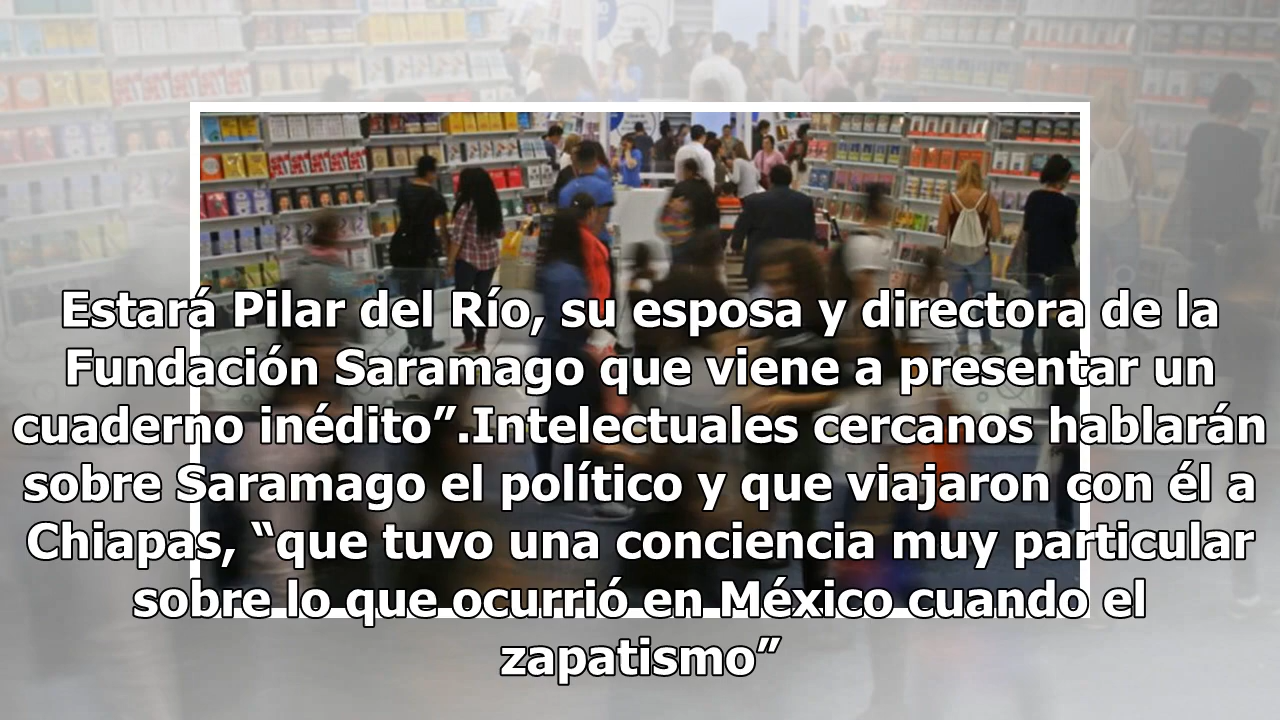 Estará Pilar del Río, su esposa y directora de la
Fundación Saramago que viene a presentar un
cuaderno inédito”.Intelectuales cercanos hablarán
sobre Saramago el político y que viajaron con él a
Chiapas, “que tuvo una conciencia muy particular
sobre lo que ocurrió en México cuando el
zapatismo”